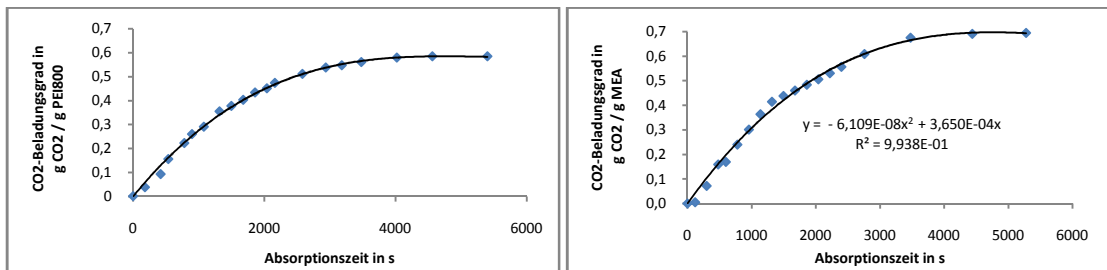 CO2-Beladungsgrad in
g CO2 / g PEI800
0,7
0,6
0,5
0,4
0,3
0,2
0,1
0
0 2000 4000 6000
Absorptionszeit in s
CO2-Beladungsgrad in
g CO2 / g MEA
0,7
0,6
0,5
0,4
0,3
0,2
0,1
0,0
y = - 6,109E-08x² + 3,650E-04x
R² = 9,938E-01
0 1000 2000 3000 4000 5000 6000
Absorptionszeit in s